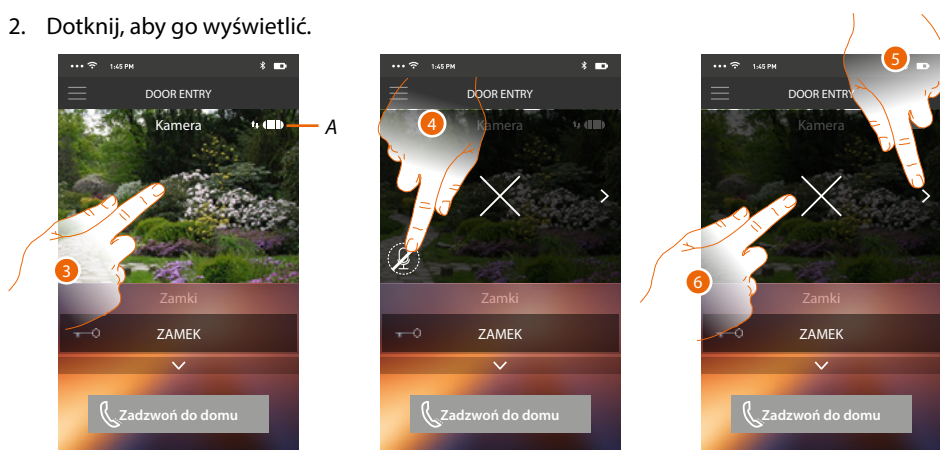 2. Dotknij, aby go wyświetlić.
1:45 PM
DOOR ENTRY
Kamera
A
3
Zamki
ZAMEK
Zadzwoń do domu
1:45 PM
DOOR ENTRY
4
Kamera
Zamki
ZAMEK
Zadzwoń do domu
5
1:45 PM
DOOR ENTRY
Kamera
6
Zamki
ZAMEK
Zadzwoń do domu